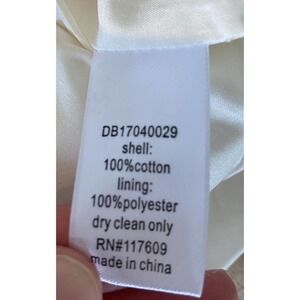 DB17040029
shell:
100%cotton
lining:
100%polyester
dry clean only
RN#117609
made in china